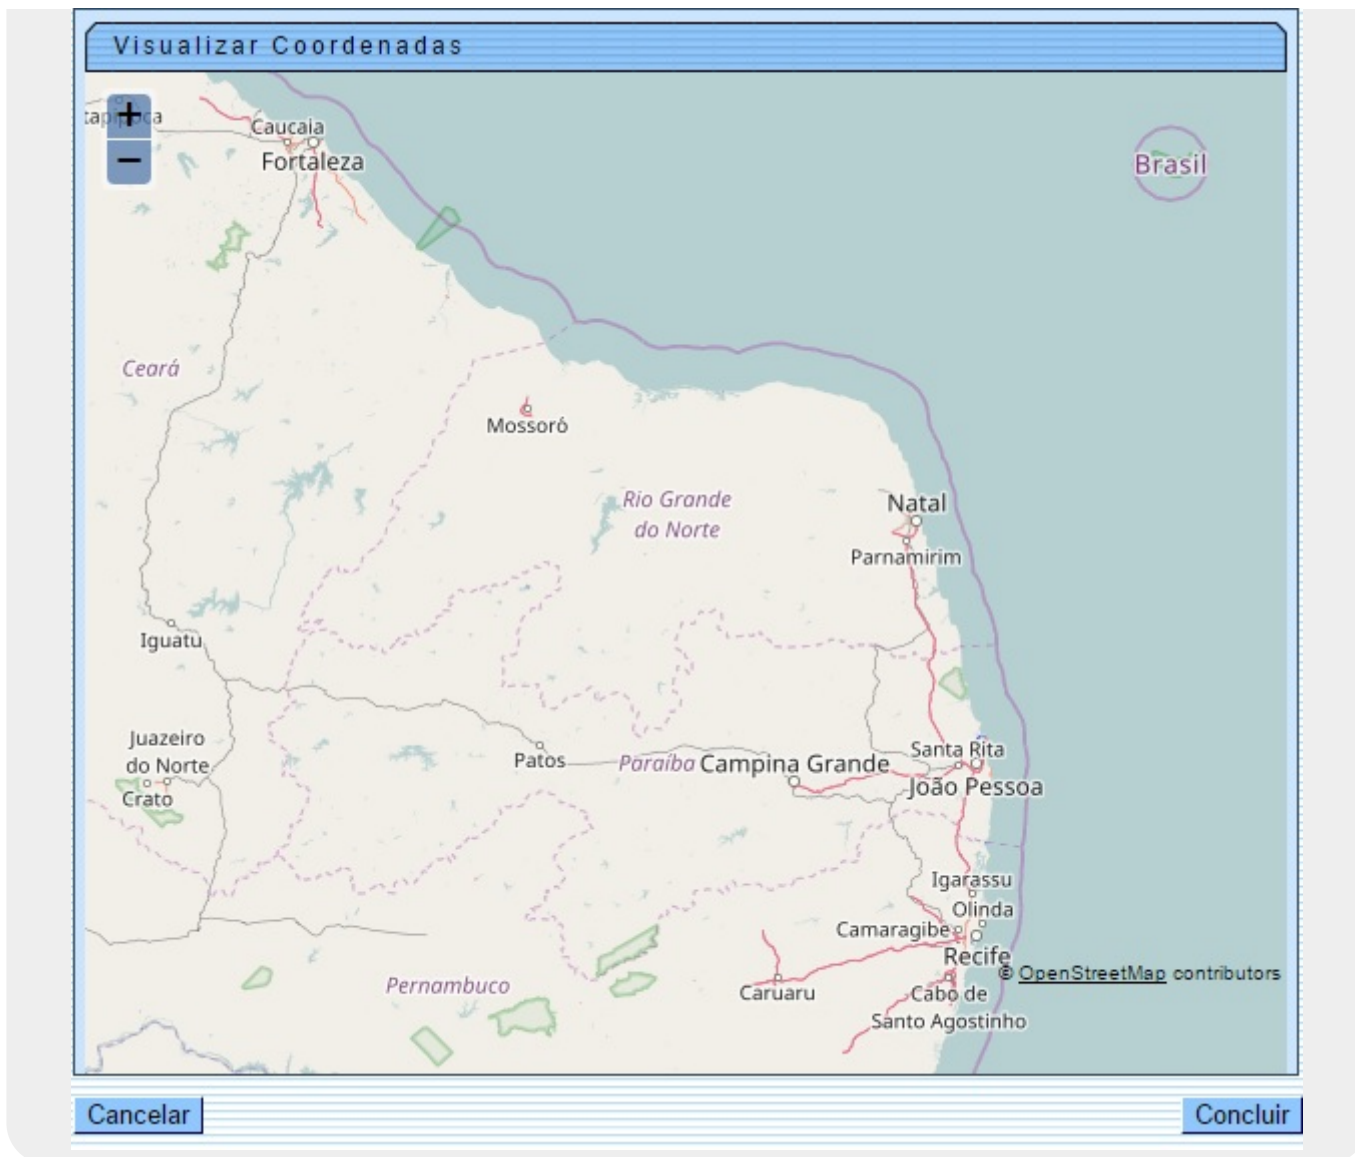 Visualizar Coordenadas
+
tapipoca
−
Caucaia
Fortaleza
Brasil
Ceará
Mossoró
Rio Grande
do Norte
Natal
Parnamirim
Iguatu
Juazeiro
do Norte
Crato
Patos
Paraíba
Campina Grande
Santa Rita
João Pessoa
Igarassu
Olinda
Camaragibe
Recife
© OpenStreetMap contributors
Pernambuco
Caruaru
Cabo de
Santo Agostinho
Cancelar
Concluir